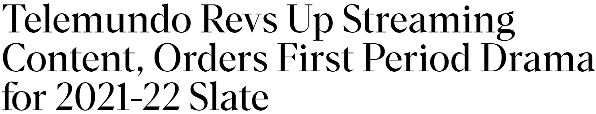 Telemundo Revs Up Streaming
Content, Orders First Period Drama
for 2021-22 Slate